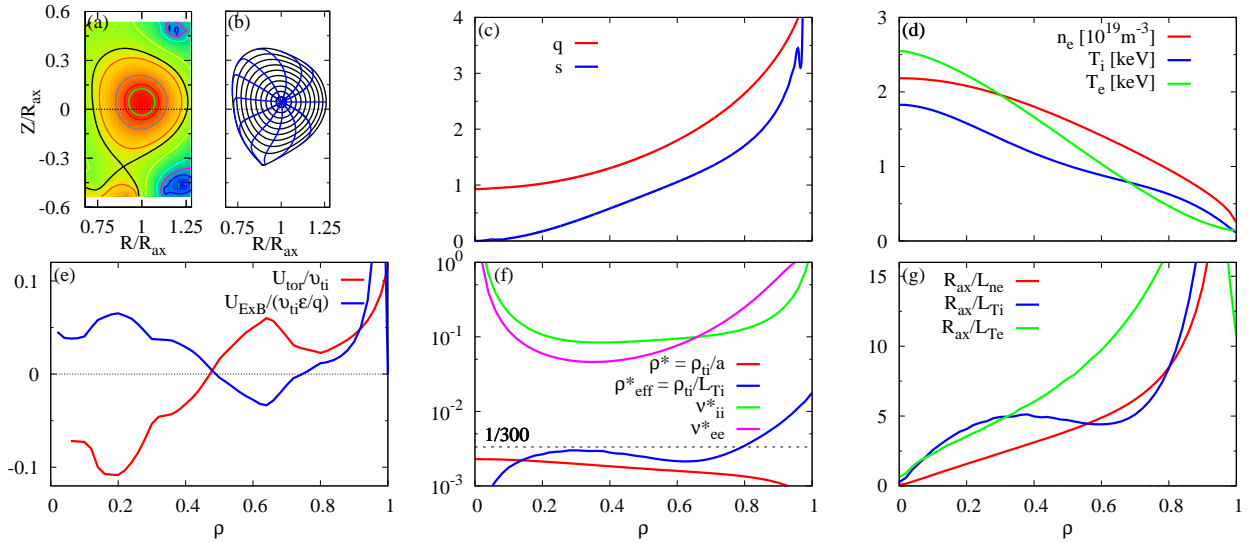 (a)
Z/R_ax
0.6
0.3
0
-0.3
-0.6
0.75
1
1.25
R/R_ax
(b)
0.75
1
1.25
R/R_ax
(c)
q
s
4
3
2
1
0
0
0.2
0.4
0.6
0.8
1
(d)
n_e [10^19 m^-3]
T_i [keV]
T_e [keV]
3
2
1
0
0
0.2
0.4
0.6
0.8
1
(e)
U_tor/υ_ti
U_ExB/(υ_ti ε/q)
0.1
0
-0.1
0
0.2
0.4
0.6
0.8
1
ρ
(f)
10^0
10^-1
10^-2
10^-3
ρ* = ρ_ti/a
ρ*_eff = ρ_ti/L_Ti
ν*_ii
ν*_ee
1/300
0
0.2
0.4
0.6
0.8
1
ρ
(g)
R_ax/L_ne
R_ax/L_Ti
R_ax/L_Te
15
10
5
0
0
0.2
0.4
0.6
0.8
1
ρ